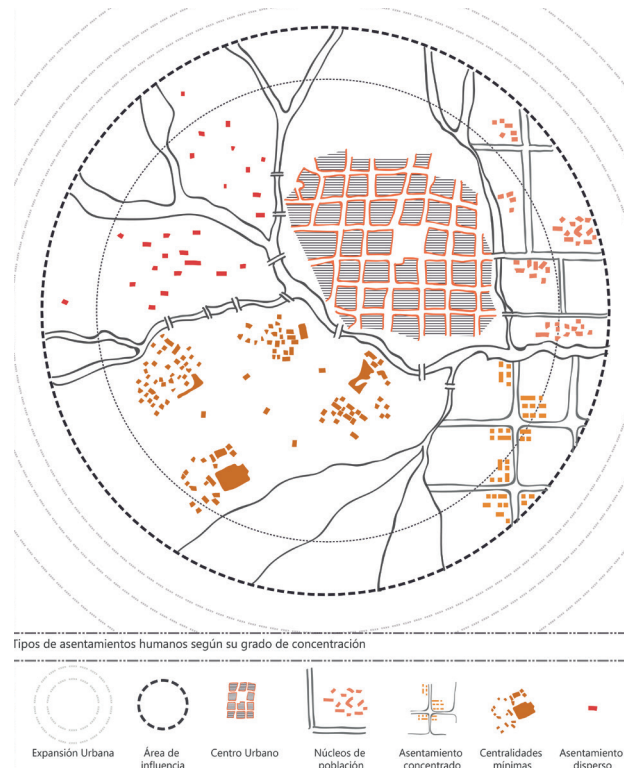 Tipos de asentamientos humanos según su grado de concentración
Expansión Urbana
Área de
influencia
Centro Urbano
Núcleos de
población
Asentamiento
concentrado
Centralidades
mínimas
Asentamiento
disperso